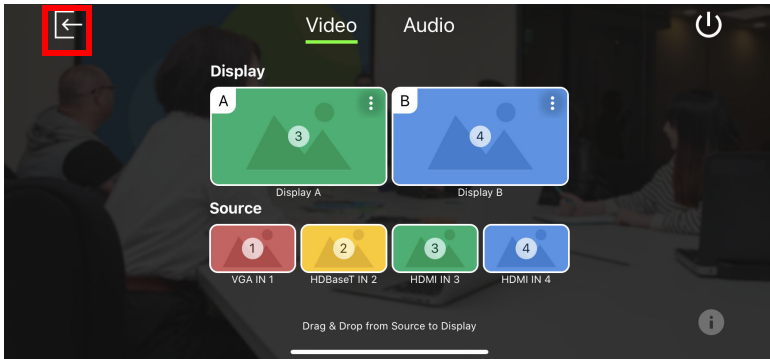 Video Audio
Display
A B
3 4
Display A Display B
Source
1 2 3 4
VGA IN 1 HDBaseT IN 2 HDMI IN 3 HDMI IN 4
Drag & Drop from Source to Display
i